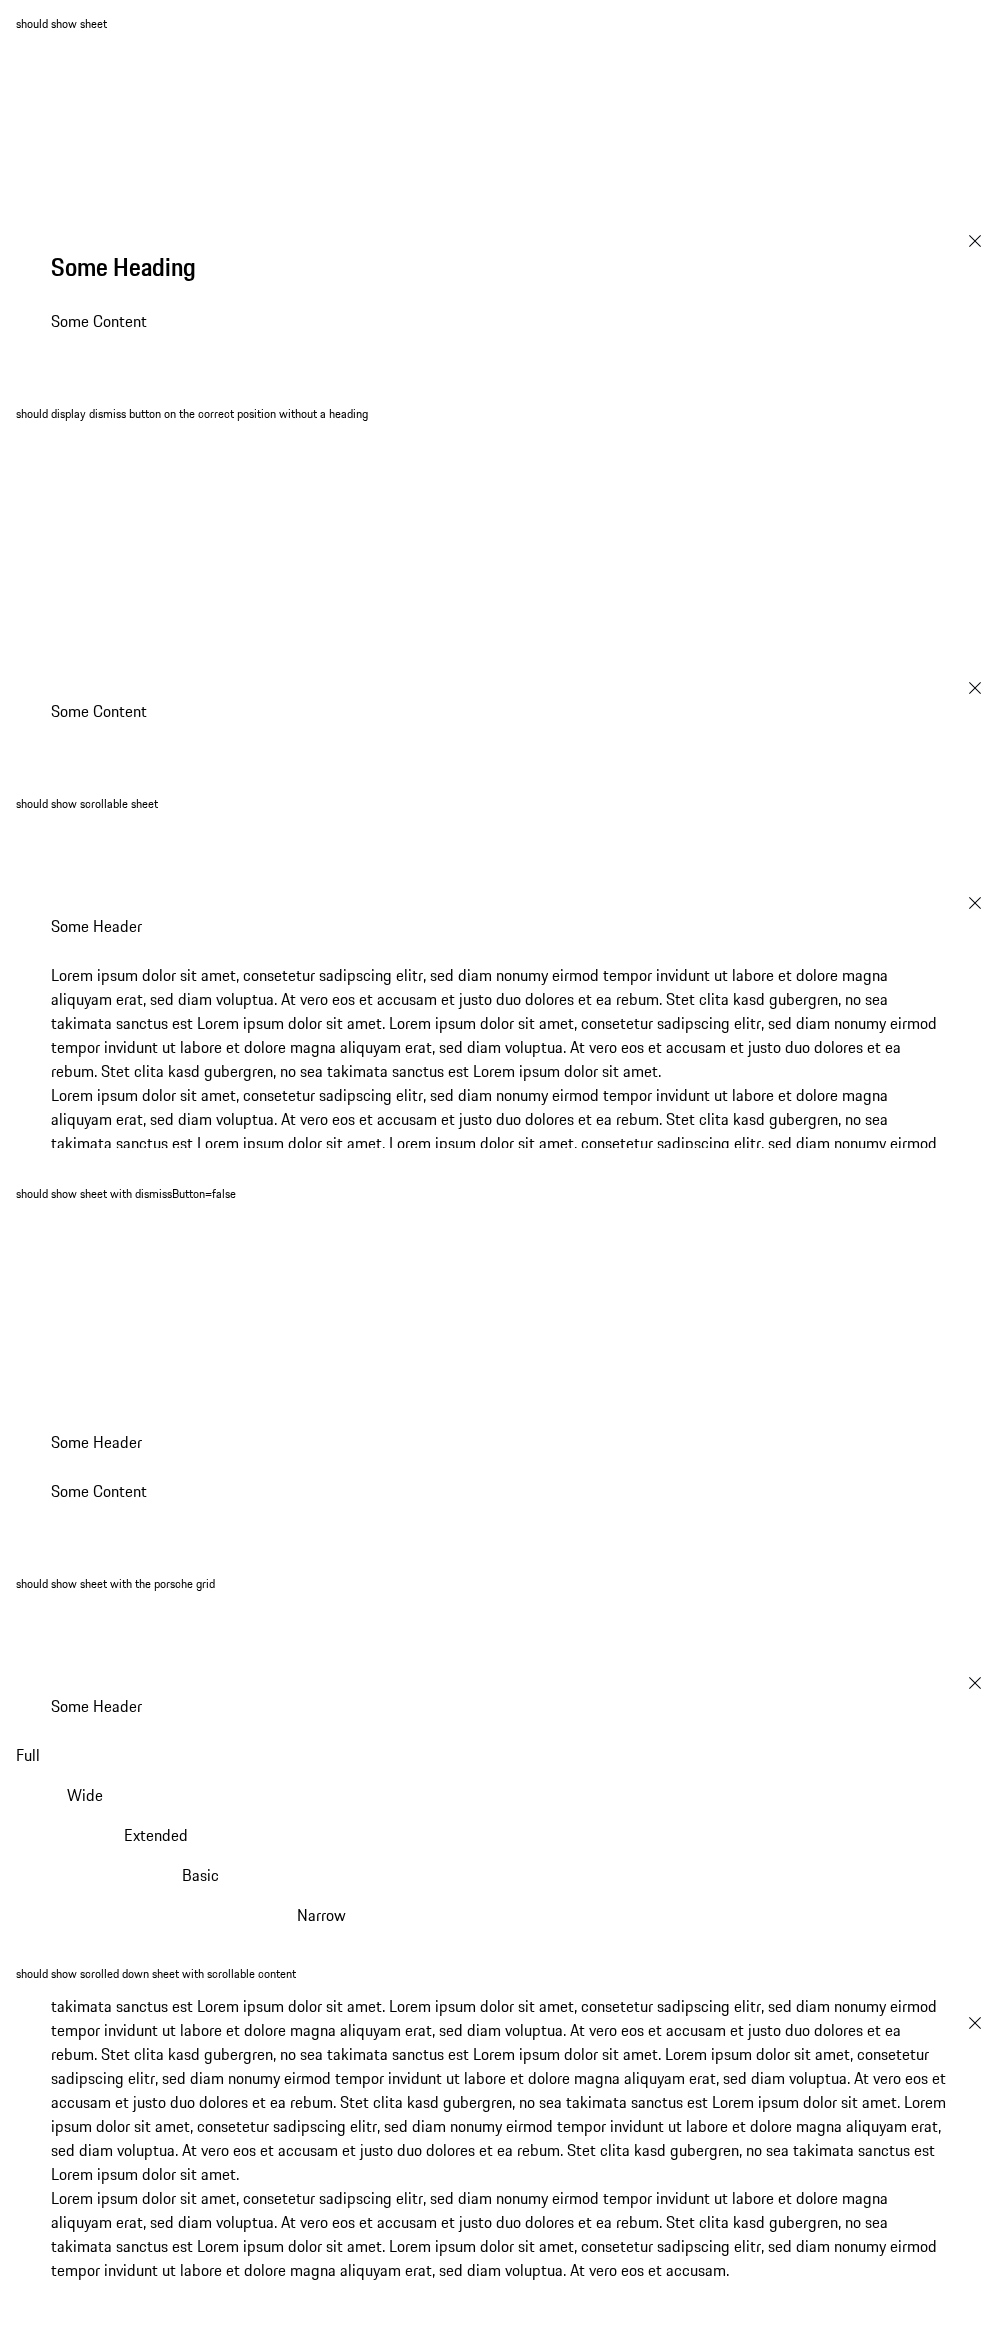 should show sheet
Some Heading
Some Content
should display dismiss button on the correct position without a heading
Some Content
should show scrollable sheet
Some Header
Lorem ipsum dolor sit amet, consetetur sadipscing elitr, sed diam nonumy eirmod tempor invidunt ut labore et dolore magna
aliquyam erat, sed diam voluptua. At vero eos et accusam et justo duo dolores et ea rebum. Stet clita kasd gubergren, no sea
takimata sanctus est Lorem ipsum dolor sit amet. Lorem ipsum dolor sit amet, consetetur sadipscing elitr, sed diam nonumy eirmod
tempor invidunt ut labore et dolore magna aliquyam erat, sed diam voluptua. At vero eos et accusam et justo duo dolores et ea
rebum. Stet clita kasd gubergren, no sea takimata sanctus est Lorem ipsum dolor sit amet.
Lorem ipsum dolor sit amet, consetetur sadipscing elitr, sed diam nonumy eirmod tempor invidunt ut labore et dolore magna
aliquyam erat, sed diam voluptua. At vero eos et accusam et justo duo dolores et ea rebum. Stet clita kasd gubergren, no sea
takimata sanctus est Lorem ipsum dolor sit amet. Lorem ipsum dolor sit amet, consetetur sadipscing elitr, sed diam nonumy eirmod
should show sheet with dismissButton=false
Some Header
Some Content
should show sheet with the porsche grid
Some Header
Full
Wide
Extended
Basic
Narrow
should show scrolled down sheet with scrollable content
takimata sanctus est Lorem ipsum dolor sit amet. Lorem ipsum dolor sit amet, consetetur sadipscing elitr, sed diam nonumy eirmod
tempor invidunt ut labore et dolore magna aliquyam erat, sed diam voluptua. At vero eos et accusam et justo duo dolores et ea
rebum. Stet clita kasd gubergren, no sea takimata sanctus est Lorem ipsum dolor sit amet. Lorem ipsum dolor sit amet, consetetur
sadipscing elitr, sed diam nonumy eirmod tempor invidunt ut labore et dolore magna aliquyam erat, sed diam voluptua. At vero eos et
accusam et justo duo dolores et ea rebum. Stet clita kasd gubergren, no sea takimata sanctus est Lorem ipsum dolor sit amet. Lorem
ipsum dolor sit amet, consetetur sadipscing elitr, sed diam nonumy eirmod tempor invidunt ut labore et dolore magna aliquyam erat,
sed diam voluptua. At vero eos et accusam et justo duo dolores et ea rebum. Stet clita kasd gubergren, no sea takimata sanctus est
Lorem ipsum dolor sit amet.
Lorem ipsum dolor sit amet, consetetur sadipscing elitr, sed diam nonumy eirmod tempor invidunt ut labore et dolore magna
aliquyam erat, sed diam voluptua. At vero eos et accusam et justo duo dolores et ea rebum. Stet clita kasd gubergren, no sea
takimata sanctus est Lorem ipsum dolor sit amet. Lorem ipsum dolor sit amet, consetetur sadipscing elitr, sed diam nonumy eirmod
tempor invidunt ut labore et dolore magna aliquyam erat, sed diam voluptua. At vero eos et accusam.